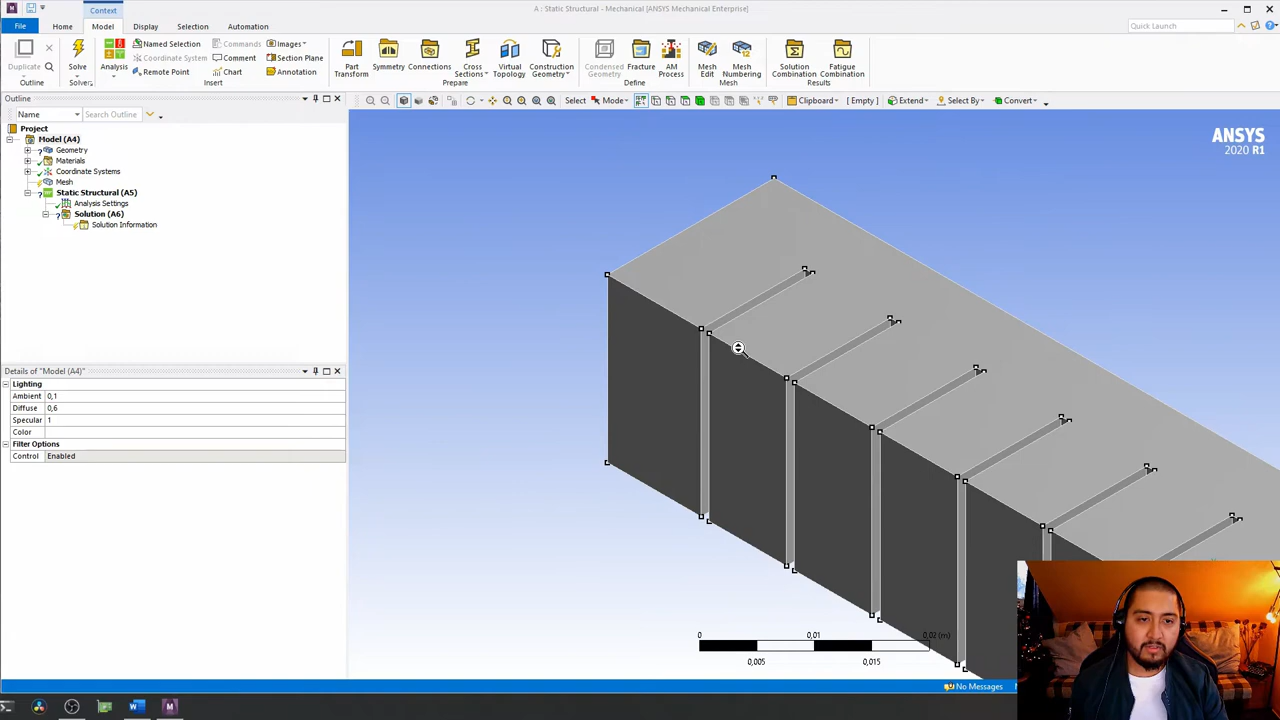 Context
A : Static Structural - Mechanical [ANSYS Mechanical Enterprise]
File Home Model Display Selection Automation
Quick Launch
Duplicate
Outline
Solve
Solver
Analysis
Named Selection
Coordinate System
Remote Point
Commands
Comment
Chart
Images
Section Plane
Annotation
Insert
Part Transform
Symmetry
Connections
Cross Sections
Virtual Topology
Construction Geometry
Prepare
Condensed Geometry
Fracture
AM Process
Define
Mesh Edit
Mesh Numbering
Mesh
Solution Combination
Fatigue Combination
Results
Outline
Select Mode Clipboard [ Empty ] Extend Select By Convert
Name
Search Outline
Project
Model (A4)
Geometry
Materials
Coordinate Systems
Mesh
Static Structural (A5)
Analysis Settings
Solution (A6)
Solution Information
ANSYS
2020 R1
Details of "Model (A4)"
Lighting
Ambient 0,1
Diffuse 0,6
Specular 1
Color
Filter Options
Control Enabled
0 0,01 0,02 (m)
0,005 0,015
No Messages